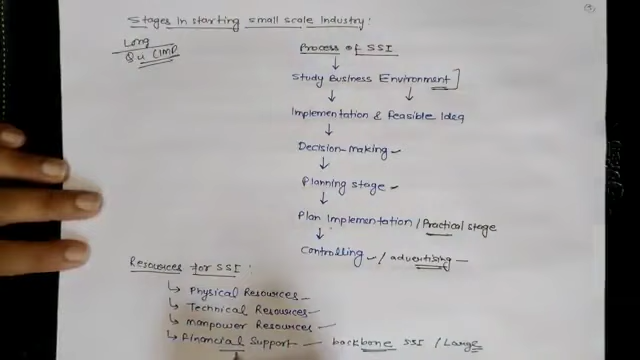 Stages in starting small scale Industry :
Long
Qu (IMP)
Process of SSI
Study Business Environment
Implementation & feasible Idea
Decision-making
Planning stage
Plan Implementation / Practical stage
Controlling / advertising
Resources for SSI :
Physical Resources
Technical Resources
manpower Resources
financial Support — backbone SSI / Large